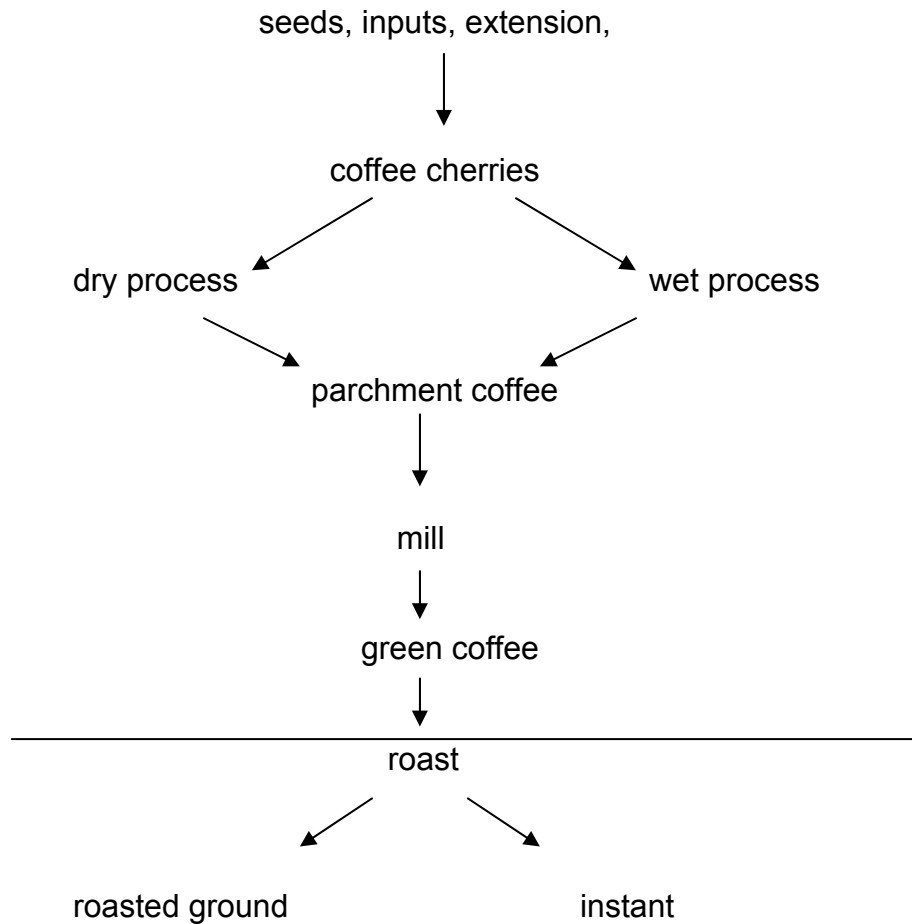 seeds, inputs, extension,
coffee cherries
dry process
wet process
parchment coffee
mill
green coffee
roast
roasted ground
instant